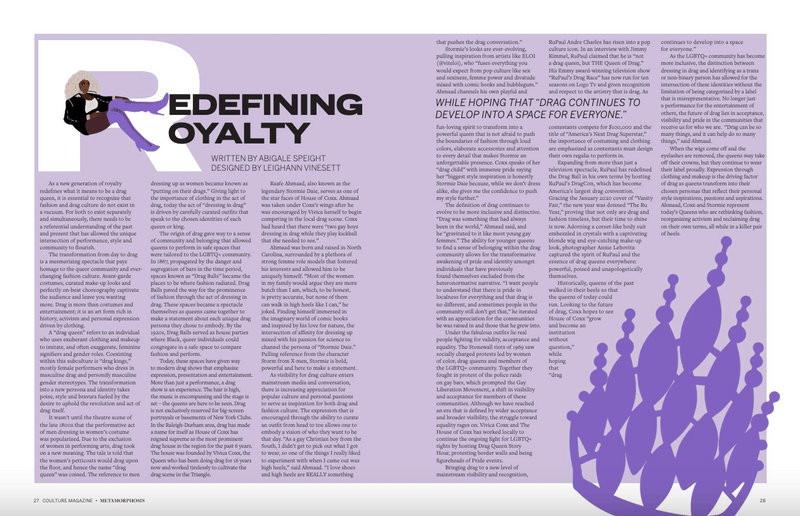 R
EDEFINING
OYALTY
WRITTEN BY ABIGALE SPEIGHT
DESIGNED BY LEIGHANN VINESETT
As a new generation of royalty
redefines what it means to be a drag
queen, it is essential to recognize that
fashion and drag culture do not exist in
a vacuum. For both to exist separately
and simultaneously, there needs to be
a referential understanding of the past
and present that has allowed the unique
intersection of performance, style and
community to flourish.
The transformation from day to drag
is a mesmerizing spectacle that pays
homage to the queer community and ever-
changing fashion culture. Avant-garde
costumes, curated make-up looks and
perfectly on-beat choreography captivate
the audience and leave you wanting
more. Drag is more than costumes and
entertainment; it is an art form rich in
history, activism and personal expression
driven by clothing.
A "drag queen" refers to an individual
who uses exuberant clothing and makeup
to imitate, and often exaggerate, feminine
signifiers and gender roles. Coexisting
within this subculture is "drag kings,"
mostly female performers who dress in
masculine drag and personify masculine
gender stereotypes. The transformation
into a new persona and identity takes
poise, style and bravery fueled by the
desire to uphold the revolution and act of
drag itself.
It wasn't until the theatre scene of
the late 1800s that the performative act
of men dressing in women's costume
was popularized. Due to the exclusion
of women in performing arts, drag took
on a new meaning. The tale is told that
the women's petticoats would drag upon
the floor, and hence the name "drag
queen" was coined. The reference to men
dressing up as women became known as
"putting on their drags." Giving light to
the importance of clothing in the act of
drag, today the act of "dressing in drag"
is driven by carefully curated outfits that
speak to the chosen identities of each
queen or king.
The origin of drag gave way to a sense
of community and belonging that allowed
queens to perform in safe spaces that
were tailored to the LGBTQ+ community.
In 1867, propagated by the danger and
segregation of bars in the time period,
spaces known as "Drag Balls" became the
places to be where fashion radiated. Drag
Balls paved the way for the prominence
of fashion through the act of dressing in
drag. These spaces became a spectacle
themselves as queens came together to
make a statement about each unique drag
persona they chose to embody. By the
1920s, Drag Balls served as house parties
where Black, queer individuals could
congregate in a safe space to compare
fashion and perform.
Today, these spaces have given way
to modern drag shows that emphasize
expression, presentation and entertainment.
More than just a performance, a drag
show is an experience. The hair is high,
the music is encompassing and the stage is
set – the queens are here to be seen. Drag
is not exclusively reserved for big-screen
portrayals or basements of New York Clubs.
In the Raleigh-Durham area, drag has made
a name for itself as House of Coxx has
reigned supreme as the most prominent
drag house in the region for the past 8 years.
The house was founded by Vivica Coxx, the
Queen who has been doing drag for 16 years
now and worked tirelessly to cultivate the
drag scene in the Triangle.
Raafe Ahmaad, also known as the
legendary Stormie Daie, serves as one of
the star faces of House of Coxx. Ahmaad
was taken under Coxx's wings after he
was encouraged by Vivica herself to begin
competing in the local drag scene. Coxx
had heard that there were "two gay boys
dressing in drag while they play kickball
that she needed to see."
Ahmaad was born and raised in North
Carolina, surrounded by a plethora of
strong female role models that fostered
his interests and allowed him to be
uniquely himself. "Most of the women
in my family would argue they are more
butch than I am, which, to be honest,
is pretty accurate, but none of them
can walk in high heels like I can," he
joked. Finding himself immersed in
the imaginary world of comic books
and inspired by his love for nature, the
intersection of affinity for dressing up
mixed with his passion for science to
channel the persona of "Stormie Daie."
Pulling reference from the character
Storm from X-men, Stormie is bold,
powerful and here to make a statement.
As visibility for drag culture enters
mainstream media and conversation,
there is increasing appreciation for
popular culture and personal passions
to serve as inspiration for both drag and
fashion culture. The expression that is
encouraged through the ability to curate
an outfit from head to toe allows one to
embody a vision of who they want to be
that day. "As a gay Christian boy from the
South, I didn't get to pick out what I got
to wear, so one of the things I really liked
to experiment with when I came out was
high heels," said Ahmaad. "I love shoes
and high heels are REALLY something
that pushes the drag conversation."
Stormie's looks are ever-evolving,
pulling inspiration from artists like ELOI
(@xtelxi), who "fuses everything you
would expect from pop culture like sex
and sexiness, femme power and divatude
mixed with comic books and bubblegum."
Ahmaad channels his own playful and
WHILE HOPING THAT "DRAG CONTINUES TO
DEVELOP INTO A SPACE FOR EVERYONE."
fun-loving spirit to transform into a
powerful queen that is not afraid to push
the boundaries of fashion through loud
colors, elaborate accessories and attention
to every detail that makes Stormie an
unforgettable presence. Coxx speaks of her
"drag child" with immense pride saying
her "biggest style inspiration is honestly
Stormie Daie because, while we don't dress
alike, she gives me the confidence to push
my style further."
The definition of drag continues to
evolve to be more inclusive and distinctive.
"Drag was something that had always
been in the world," Ahmaad said, and
he "gravitated to it like most young gay
femmes." The ability for younger queens
to find a sense of belonging within the drag
community allows for the transformative
awakening of pride and identity amongst
individuals that have previously
found themselves excluded from the
heteronormative narrative. "I want people
to understand that there is pride in
localness for everything and that drag is
so different, and sometimes people in the
community still don't get that," he iterated
with an appreciation for the communities
he was raised in and those that he grew into.
Under the fabulous outfits lie real
people fighting for validity, acceptance and
equality. The Stonewall riots of 1969 saw
socially charged protests led by women
of color, drag queens and members of
the LGBTQ+ community. Together they
fought in protest of the police raids
on gay bars, which prompted the Gay
Liberation Movement, a shift in visibility
and acceptance for members of these
communities. Although we have reached
an era that is defined by wider acceptance
and broader visibility, the struggle toward
equality rages on. Vivica Coxx and The
House of Coxx has worked locally to
continue the ongoing fight for LGBTQ+
rights by hosting Drag Queen Story
Hour, protesting border walls and being
figureheads of Pride events.
Bringing drag to a new level of
mainstream visibility and recognition,
RuPaul Andre Charles has risen into a pop
culture icon. In an interview with Jimmy
Kimmel, RuPaul claimed that he is "not
a drag queen, but THE Queen of Drag."
His Emmy award-winning television show
"RuPaul's Drag Race" has now run for ten
seasons on Logo Tv and given recognition
and respect to the artistry that is drag. As
contestants compete for $100,000 and the
title of "America's Next Drag Superstar,"
the importance of costuming and clothing
are emphasized as contestants must design
their own regalia to perform in.
Expanding from more than just a
television spectacle, RuPaul has redefined
the Drag Ball in his own terms by hosting
RuPaul's DragCon, which has become
America's largest drag convention.
Gracing the January 2020 cover of "Vanity
Fair," the new year was donned "The Ru
Year," proving that not only are drag and
fashion timeless, but their time to shine
is now. Adorning a corset-like body suit
embezzled in crystals with a captivating
blonde wig and eye-catching make-up
look, photographer Annie Lebovitz
captured the spirit of RuPaul and the
essence of drag queens everywhere:
powerful, poised and unapologetically
themselves.
Historically, queens of the past
walked in their heels so that
the queens of today could
run. Looking to the future
of drag, Coxx hopes to see
House of Coxx "grow
and become an
institution
without
question,"
while
hoping
that
"drag
continues to develop into a space
for everyone."
As the LGBTQ+ community has become
more inclusive, the distinction between
dressing in drag and identifying as a trans
or non-binary person has allowed for the
intersection of these identities without the
limitation of being categorized by a label
that is misrepresentative. No longer just
a performance for the entertainment of
others, the future of drag lies in acceptance,
visibility and pride in the communities that
receive us for who we are. "Drag can be so
many things, and it can help do so many
things," said Ahmaad.
When the wigs come off and the
eyelashes are removed, the queens may take
off their crowns, but they continue to wear
their label proudly. Expression through
clothing and makeup is the driving factor
of drag as queens transform into their
chosen personas that reflect their personal
style inspirations, passions and aspirations.
Ahmaad, Coxx and Stormie represent
today's Queens who are rethinking fashion,
reorganizing activism and reclaiming drag
on their own terms, all while in a killer pair
of heels.
27 COULTURE MAGAZINE • METAMORPHOSIS
28